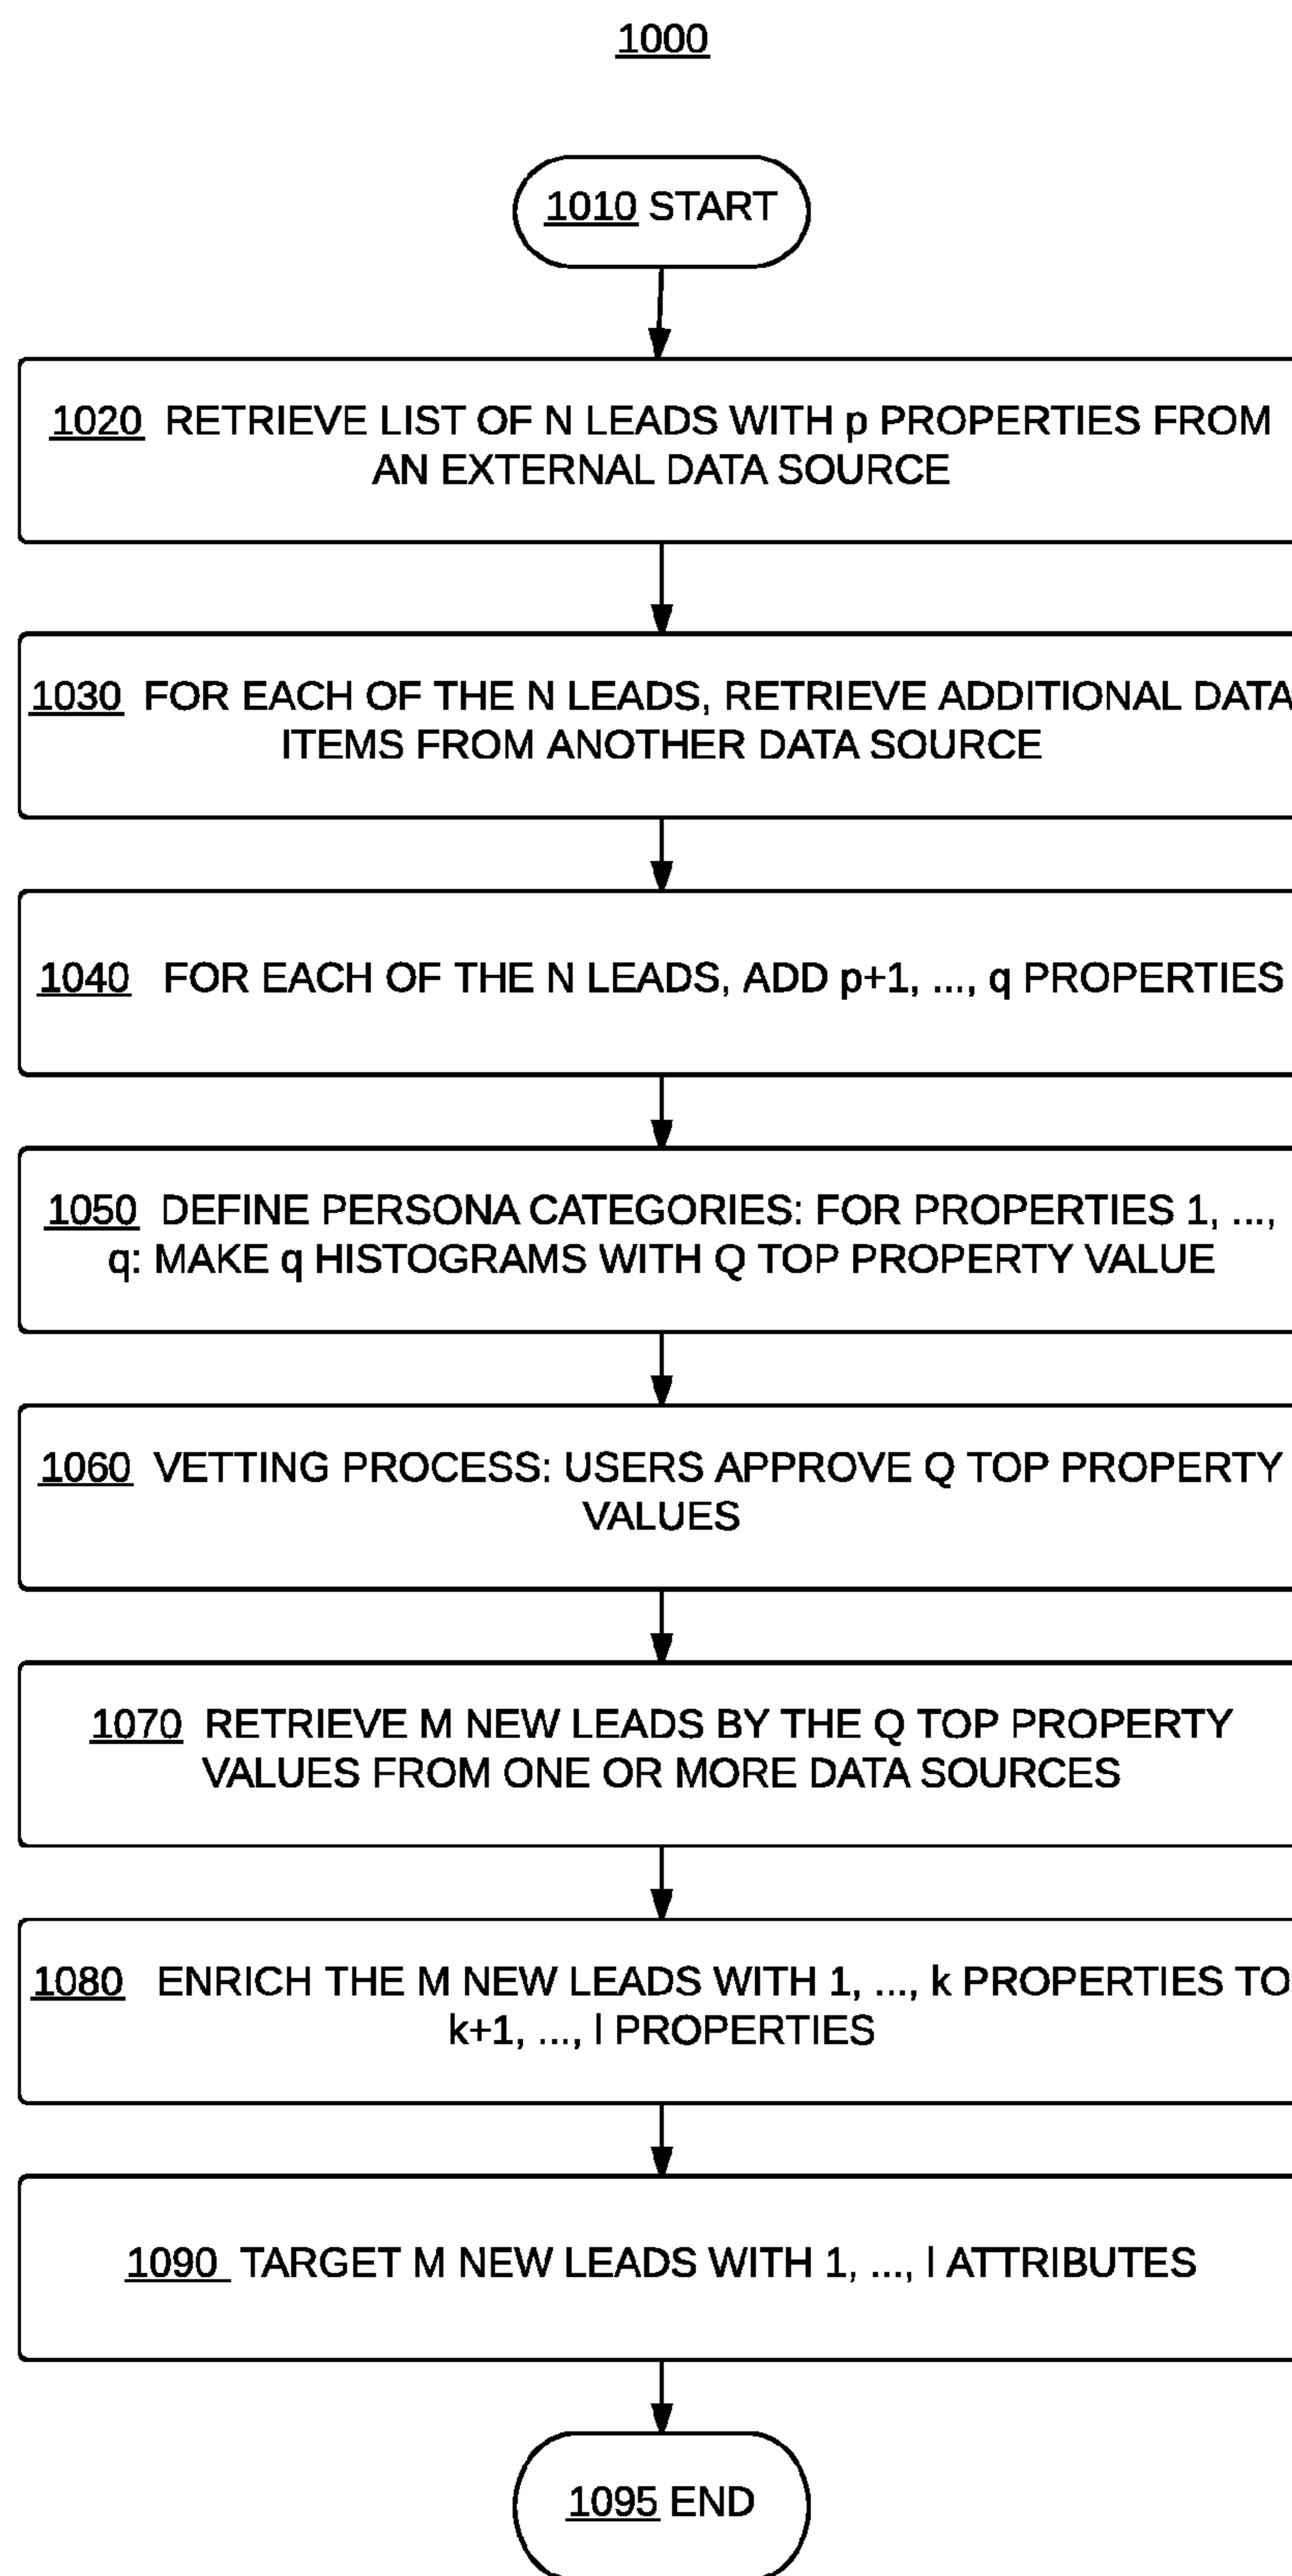 1000
1010 START
1020 RETRIEVE LIST OF N LEADS WITH p PROPERTIES FROM
AN EXTERNAL DATA SOURCE
1030 FOR EACH OF THE N LEADS, RETRIEVE ADDITIONAL DATA
ITEMS FROM ANOTHER DATA SOURCE
1040 FOR EACH OF THE N LEADS, ADD p+1, ..., q PROPERTIES
1050 DEFINE PERSONA CATEGORIES: FOR PROPERTIES 1, ...,
q: MAKE q HISTOGRAMS WITH Q TOP PROPERTY VALUE
1060 VETTING PROCESS: USERS APPROVE Q TOP PROPERTY
VALUES
1070 RETRIEVE M NEW LEADS BY THE Q TOP PROPERTY
VALUES FROM ONE OR MORE DATA SOURCES
1080 ENRICH THE M NEW LEADS WITH 1, ..., k PROPERTIES TO
k+1, ..., l PROPERTIES
1090 TARGET M NEW LEADS WITH 1, ..., l ATTRIBUTES
1095 END